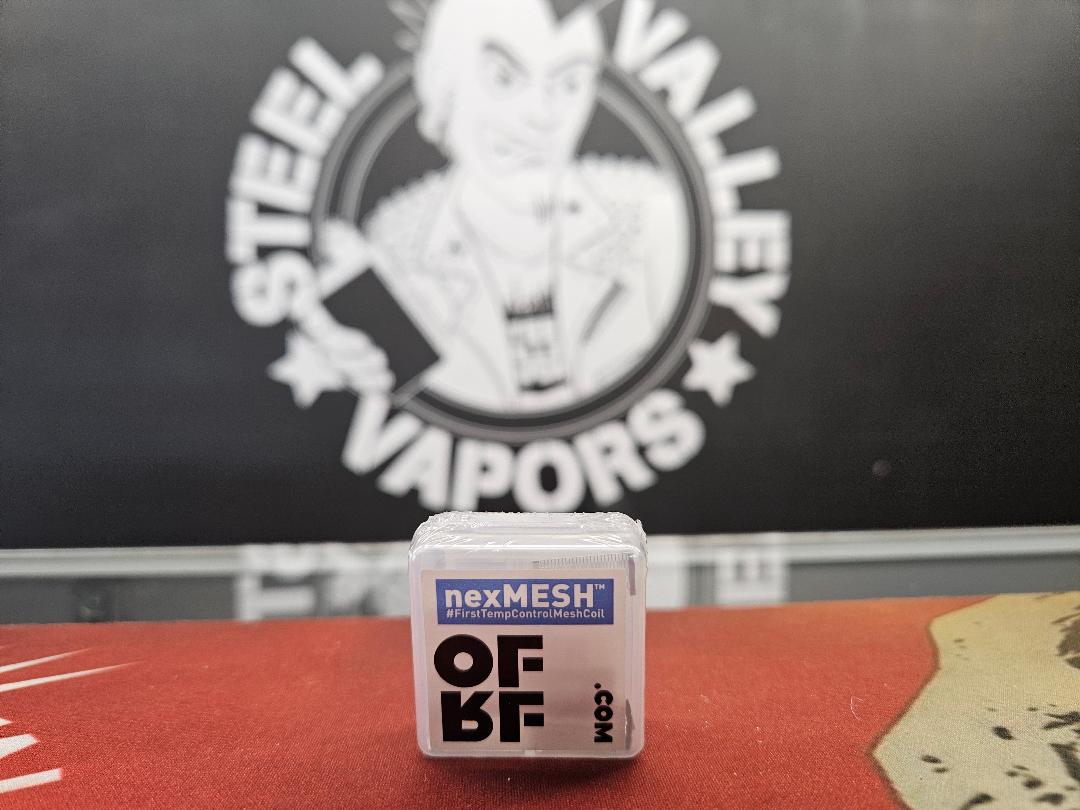 STEEL VALLEY
VAPORS
nexMESH™
#FirstTempControlMeshCoil
OF
RF
.COM